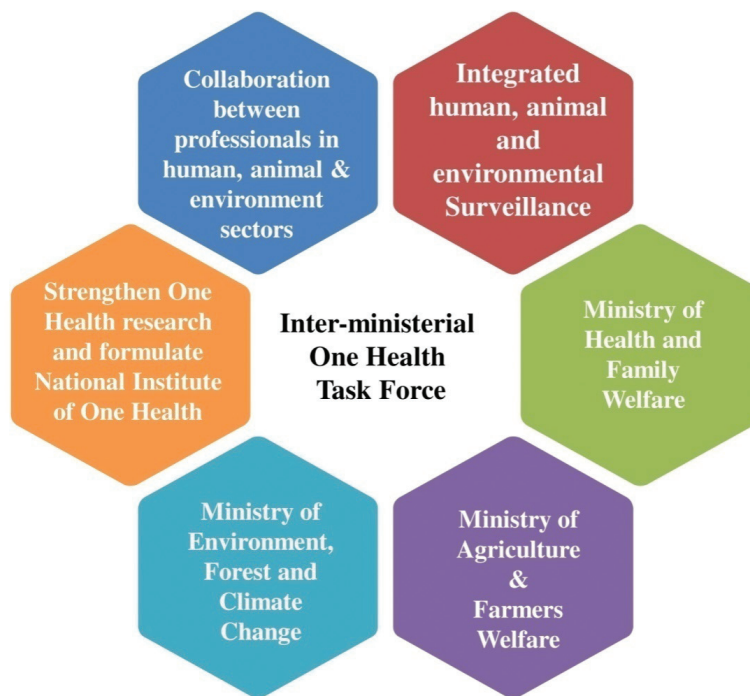 Collaboration
between
professionals in
human, animal &
environment
sectors
Integrated
human, animal
and
environmental
Surveillance
Strengthen One
Health research
and formulate
National Institute
of One Health
Inter-ministerial
One Health
Task Force
Ministry of
Health and
Family
Welfare
Ministry of
Environment,
Forest and
Climate
Change
Ministry of
Agriculture
&
Farmers
Welfare